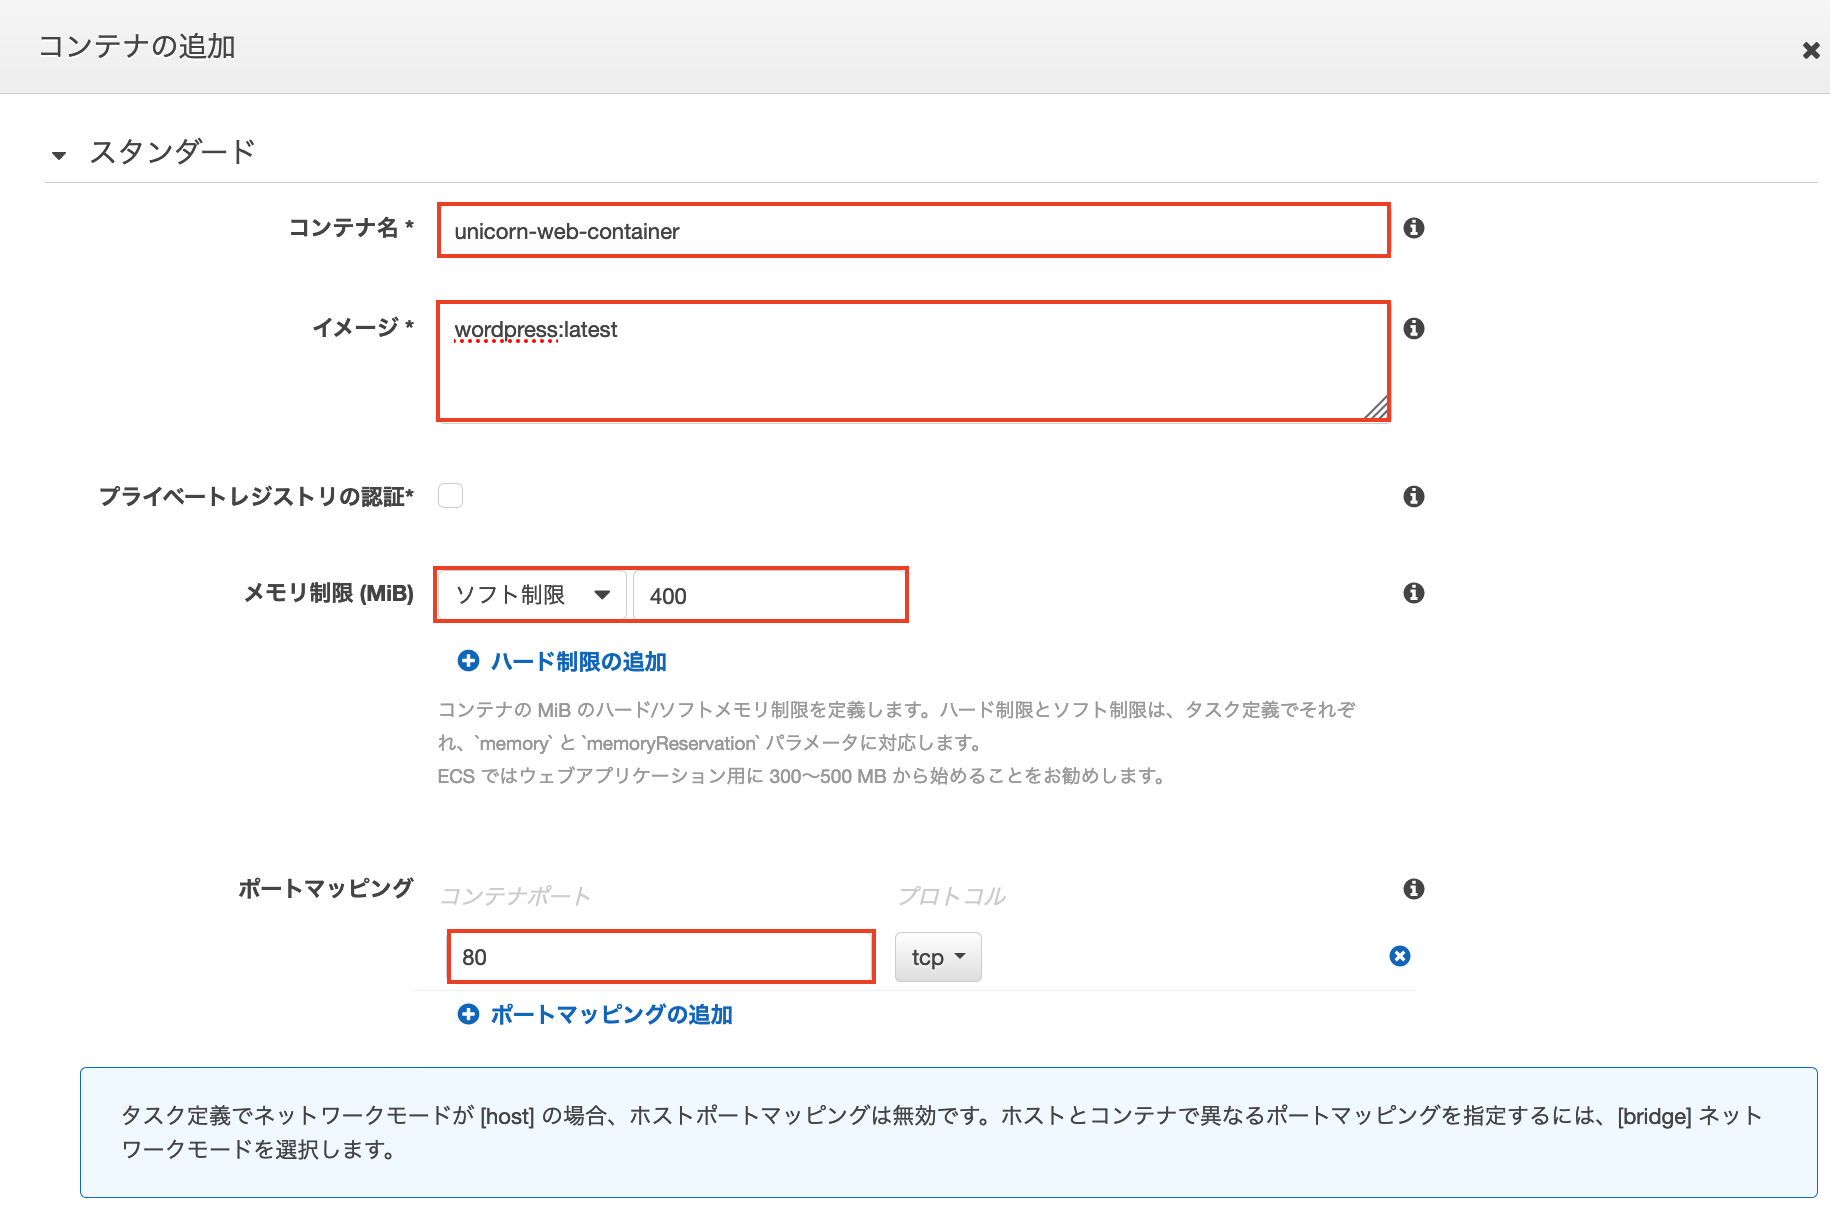 コンテナの追加
スタンダード
コンテナ名 *
unicorn-web-container
イメージ *
wordpress:latest
プライベートレジストリの認証*
メモリ制限 (MiB)
ソフト制限
400
ハード制限の追加
コンテナの MiB のハード/ソフトメモリ制限を定義します。ハード制限とソフト制限は、タスク定義でそれぞ
れ、`memory` と `memoryReservation` パラメータに対応します。
ECS ではウェブアプリケーション用に 300〜500 MB から始めることをお勧めします。
ポートマッピング
コンテナポート
プロトコル
80
tcp
ポートマッピングの追加
タスク定義でネットワークモードが [host] の場合、ホストポートマッピングは無効です。ホストとコンテナで異なるポートマッピングを指定するには、[bridge] ネット
ワークモードを選択します。